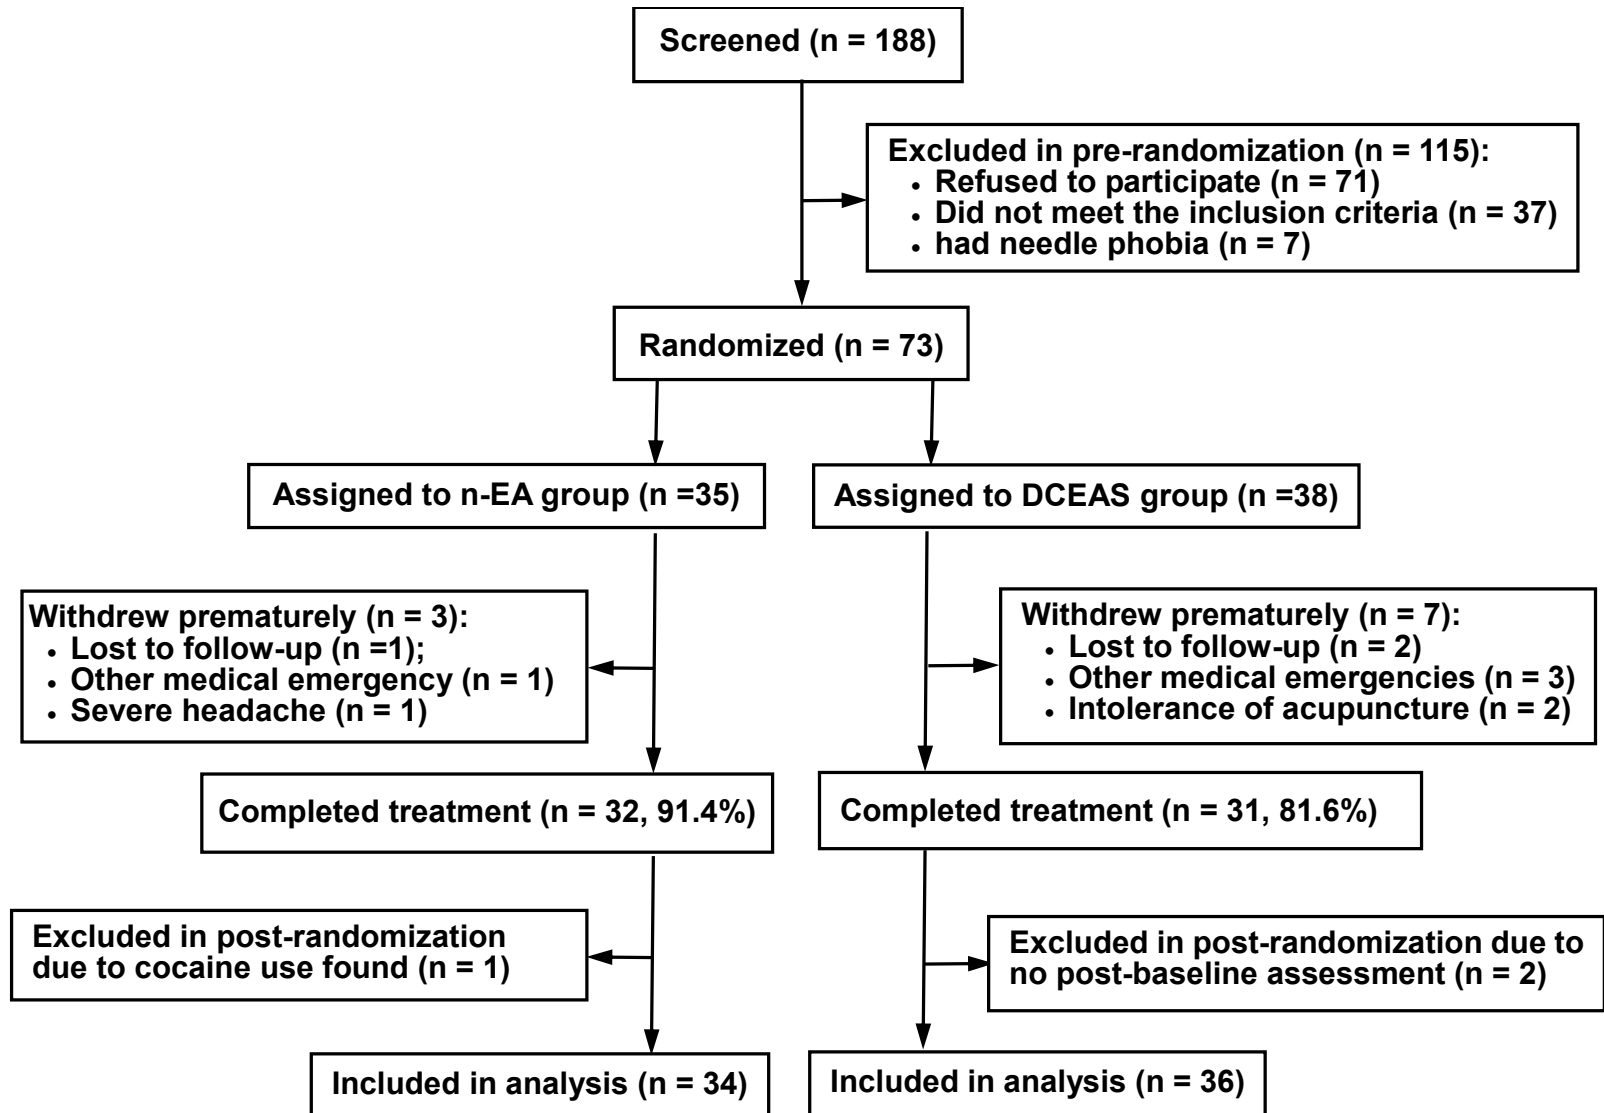 Screened (n = 188)
Excluded in pre-randomization (n = 115):
• Refused to participate (n = 71)
• Did not meet the inclusion criteria (n = 37)
• had needle phobia (n = 7)
Randomized (n = 73)
Assigned to n-EA group (n =35)
Assigned to DCEAS group (n =38)
Withdrew prematurely (n = 3):
• Lost to follow-up (n =1);
• Other medical emergency (n = 1)
• Severe headache (n = 1)
Withdrew prematurely (n = 7):
• Lost to follow-up (n = 2)
• Other medical emergencies (n = 3)
• Intolerance of acupuncture (n = 2)
Completed treatment (n = 32, 91.4%)
Completed treatment (n = 31, 81.6%)
Excluded in post-randomization
due to cocaine use found (n = 1)
Excluded in post-randomization due to
no post-baseline assessment (n = 2)
Included in analysis (n = 34)
Included in analysis (n = 36)